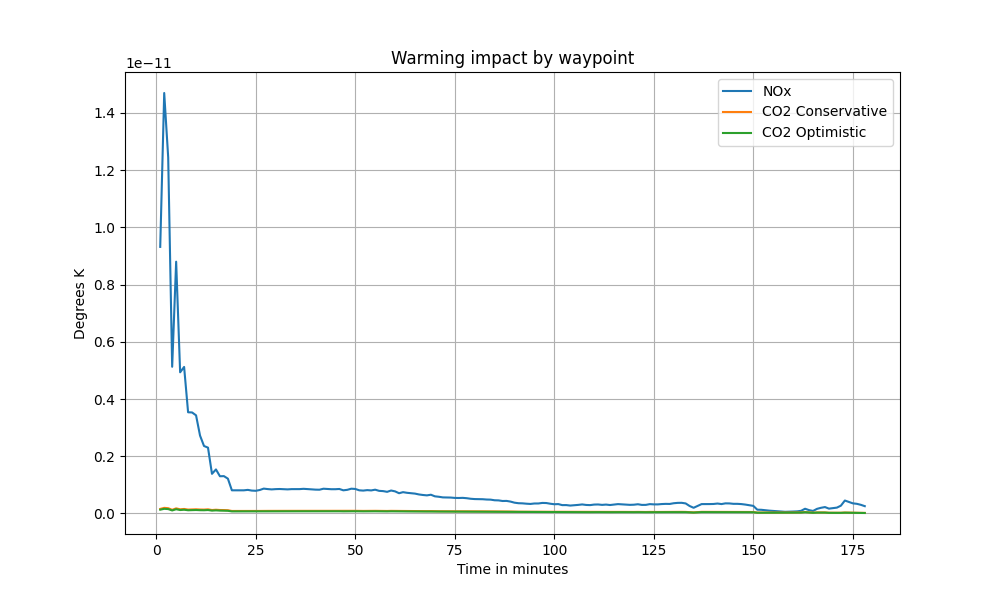 Warming impact by waypoint
1e−11
1.4
1.2
1.0
0.8
0.6
0.4
0.2
0.0
Degrees K
NOx
CO2 Conservative
CO2 Optimistic
0 25 50 75 100 125 150 175
Time in minutes